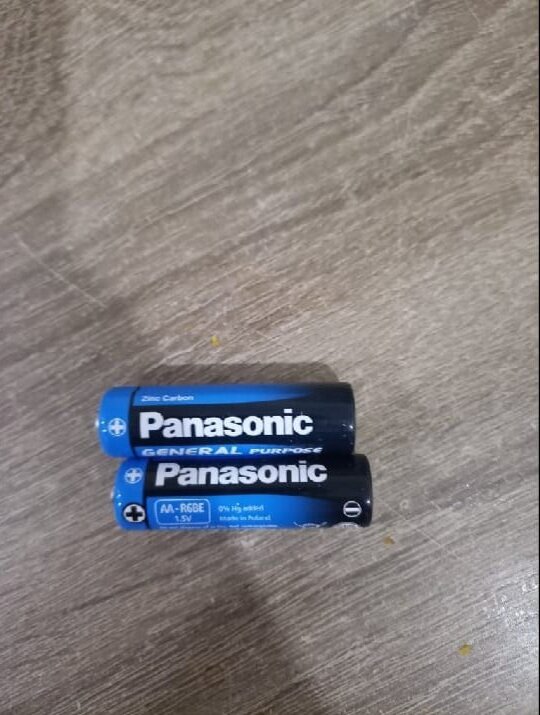 Zinc Carbon
Panasonic
GENERAL PURPOSE
Panasonic
AA-R6BE
1.5V
0% Hg added
Made in Poland